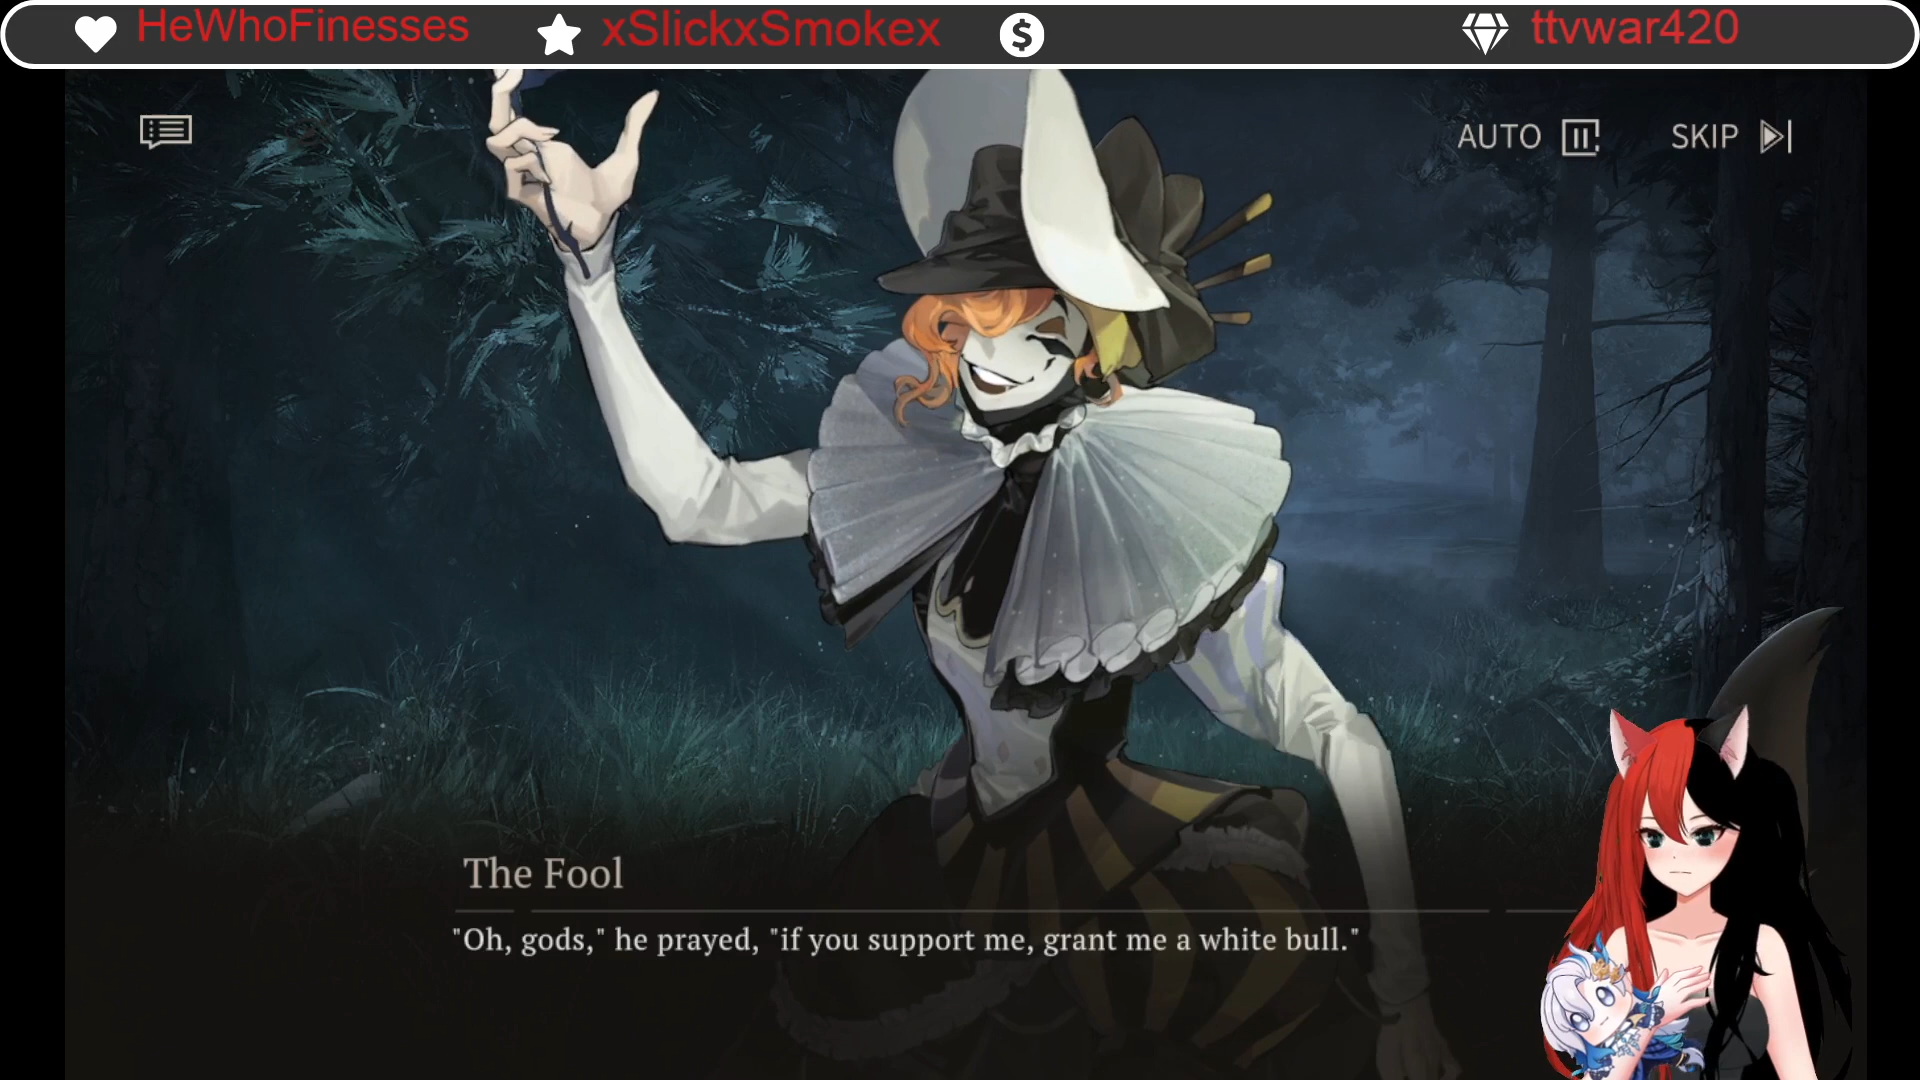 HeWhoFinesses
xSlickxSmokex
ttvwar420
AUTO
SKIP
The Fool
"Oh, gods," he prayed, "if you support me, grant me a white bull."